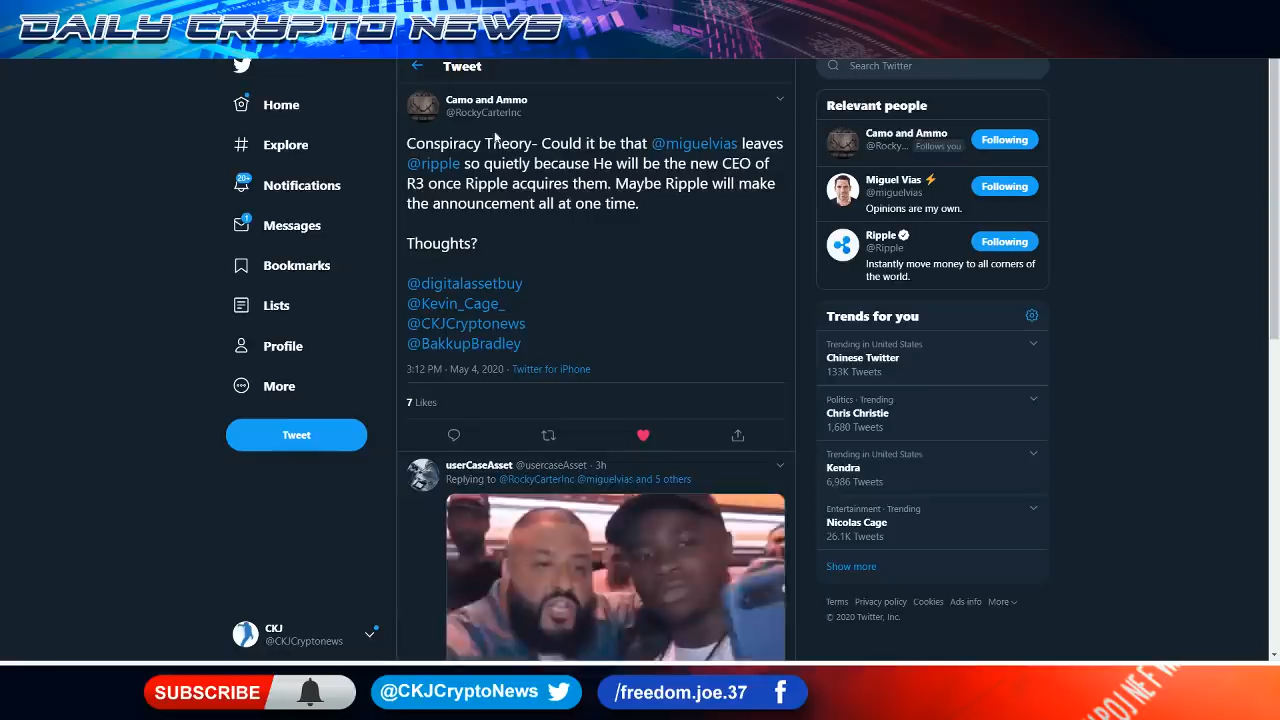 DAILY CRYPTO NEWS
Tweet
Search Twitter
Home
Explore
20+
Notifications
1
Messages
Bookmarks
Lists
Profile
More
Tweet
CKJ
@CKJCryptonews
Camo and Ammo
@RockyCarterInc
Conspiracy Theory- Could it be that @miguelvias leaves
@ripple so quietly because He will be the new CEO of
R3 once Ripple acquires them. Maybe Ripple will make
the announcement all at one time.
Thoughts?
@digitalassetbuy
@Kevin_Cage_
@CKJCryptonews
@BakkupBradley
3:12 PM · May 4, 2020 · Twitter for iPhone
7 Likes
userCaseAsset @usercaseAsset · 3h
Replying to @RockyCarterInc @miguelvias and 5 others
Relevant people
Camo and Ammo
@Rocky... Follows you
Following
Miguel Vias
@miguelvias
Following
Opinions are my own.
Ripple
@Ripple
Following
Instantly move money to all corners
of the world.
Trends for you
Trending in United States
Chinese Twitter
133K Tweets
Politics · Trending
Chris Christie
1,680 Tweets
Trending in United States
Kendra
6,986 Tweets
Entertainment · Trending
Nicolas Cage
26.1K Tweets
Show more
Terms Privacy policy Cookies Ads info More
© 2020 Twitter, Inc.
SUBSCRIBE
@CKJCryptoNews
/freedom.joe.37